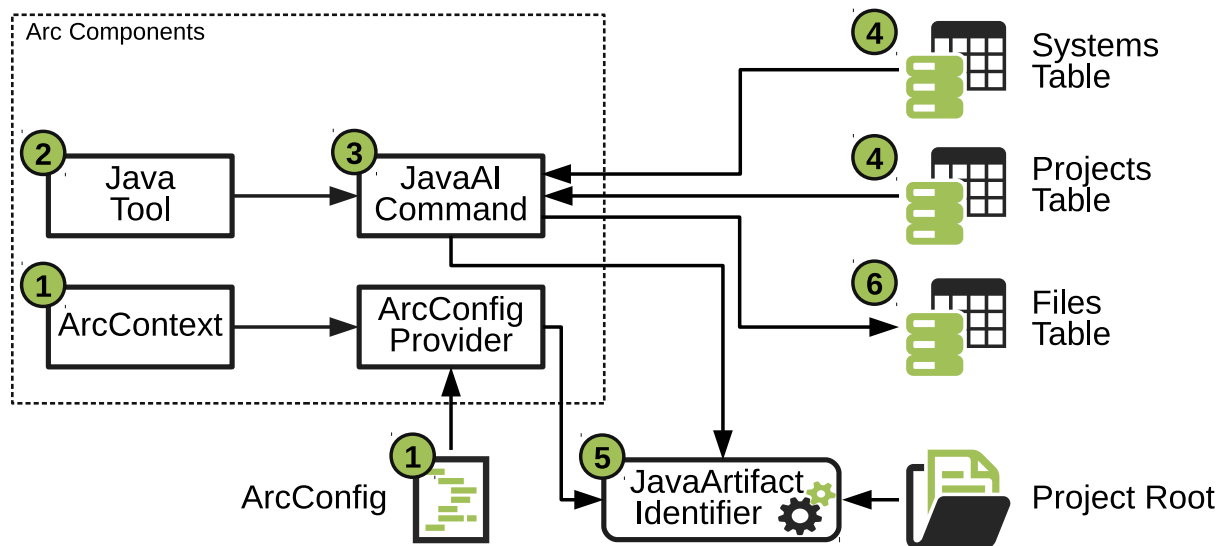 Arc Components
4
Systems
Table
2
Java
Tool
3
JavaAI
Command
4
Projects
Table
1
ArcContext
ArcConfig
Provider
6
Files
Table
1
ArcConfig
5
JavaArtifact
Identifier
Project Root